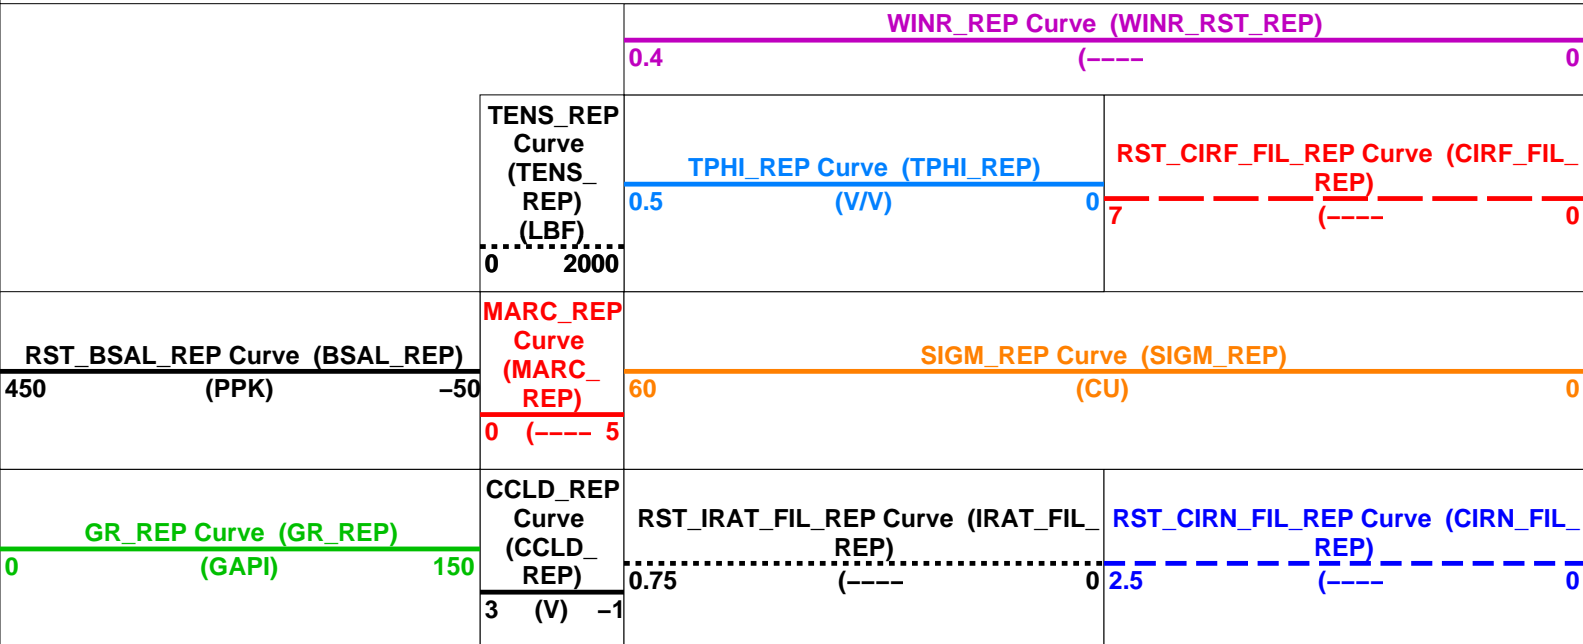 WINR_REP Curve (WINR_RST_REP)
0.4 (−−−− 0
TENS_REP
Curve
(TENS_
REP)
(LBF)
0 2000
TPHI_REP Curve (TPHI_REP)
0.5 (V/V) 0
RST_CIRF_FIL_REP Curve (CIRF_FIL_
REP)
7 (−−−− 0
RST_BSAL_REP Curve (BSAL_REP)
450 (PPK) −50
MARC_REP
Curve
(MARC_
REP)
0 (−−−− 5
SIGM_REP Curve (SIGM_REP)
60 (CU) 0
GR_REP Curve (GR_REP)
0 (GAPI) 150
CCLD_REP
Curve
(CCLD_
REP)
3 (V) −1
RST_IRAT_FIL_REP Curve (IRAT_FIL_
REP)
0.75 (−−−− 0
RST_CIRN_FIL_REP Curve (CIRN_FIL_
REP)
2.5 (−−−− 0